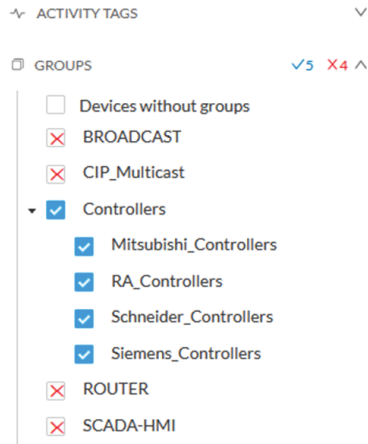 ACTIVITY TAGS
GROUPS 5 4
Devices without groups
BROADCAST
CIP_Multicast
Controllers
Mitsubishi_Controllers
RA_Controllers
Schneider_Controllers
Siemens_Controllers
ROUTER
SCADA-HMI